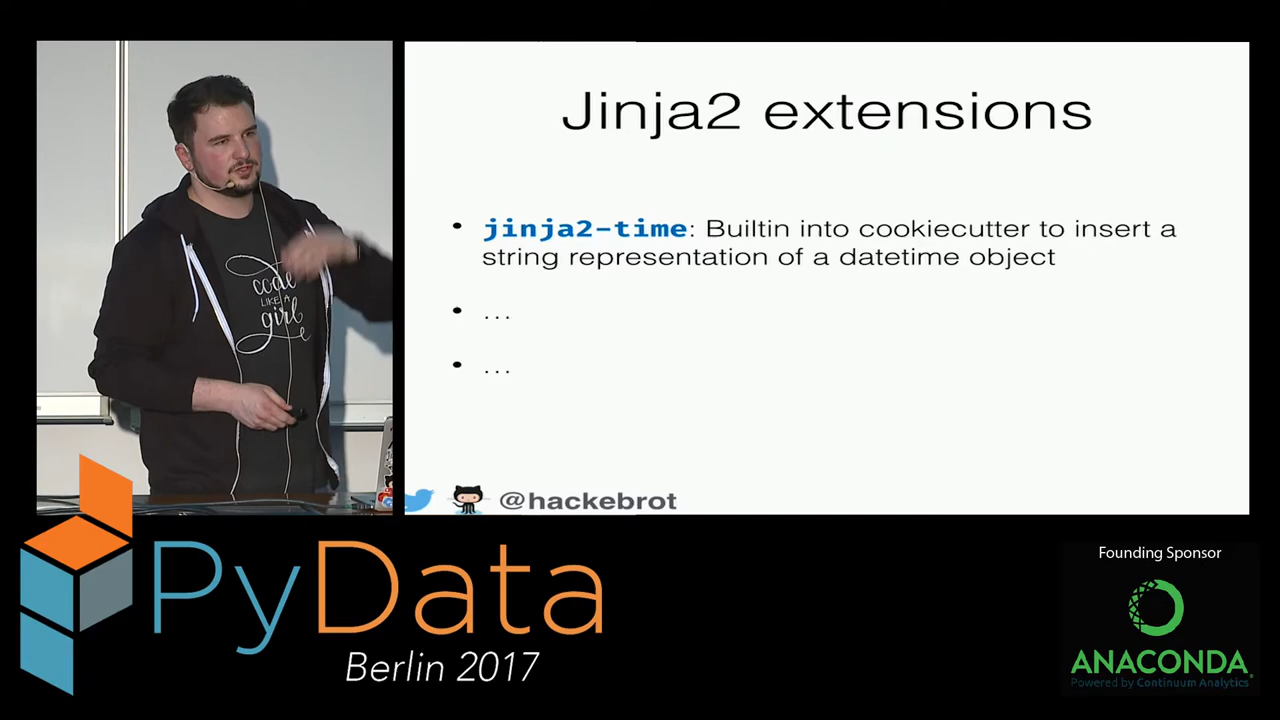 Jinja2 extensions
• jinja2-time: Builtin into cookiecutter to insert a
string representation of a datetime object
• ...
• ...
@hackebrot
code
LIKE A
girl
PyData
Berlin 2017
Founding Sponsor
ANACONDA
Powered by Continuum Analytics